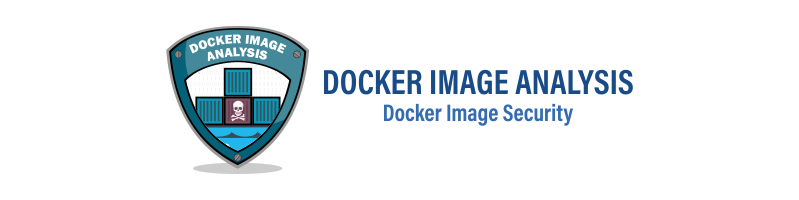 DOCKER IMAGE
ANALYSIS
DOCKER IMAGE ANALYSIS
Docker Image Security